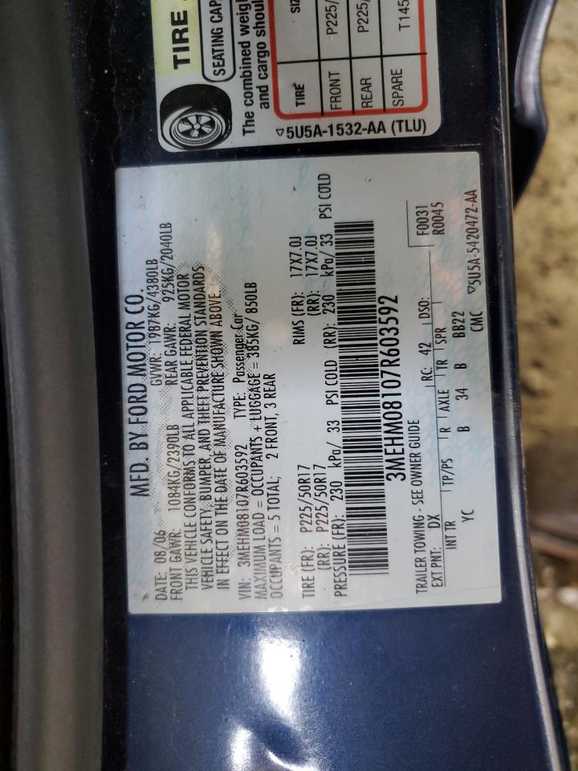 TIRE
SEATING CAP
The combined weigh
and cargo shoul
TIRE SIZ
FRONT P225/
REAR P225
SPARE T145
▽5U5A-1532-AA (TLU)
MFD. BY FORD MOTOR CO.
DATE: 08/06 GVWR: 1987KG/4380LB
FRONT GAWR: 1084KG/2390LB REAR GAWR: 925KG/2040LB
THIS VEHICLE CONFORMS TO ALL APPLICABLE FEDERAL MOTOR
VEHICLE SAFETY, BUMPER, AND THEFT PREVENTION STANDARDS
IN EFFECT ON THE DATE OF MANUFACTURE SHOWN ABOVE.
VIN: 3MEHM08107R603592 TYPE: Passenger Car
MAXIMUM LOAD = OCCUPANTS + LUGGAGE = 385KG/ 850LB
OCCUPANTS = 5 TOTAL; 2 FRONT, 3 REAR
TIRE (FR): P225/50R17 RIMS (FR): 17X7.0J
(RR): P225/50R17 (RR): 17X7.0J
PRESSURE (FR): 230 kPa/ 33 PSI COLD (RR): 230 kPa/ 33 PSI COLD
3MEHM08107R603592
TRAILER TOWING - SEE OWNER GUIDE F0031
EXT PNT: DX RC: 42 DSO: R0045
INT TR TP/PS R AXLE TR SPR
YC B 34 B BB22
CMC ▽5U5A-5420472-AA